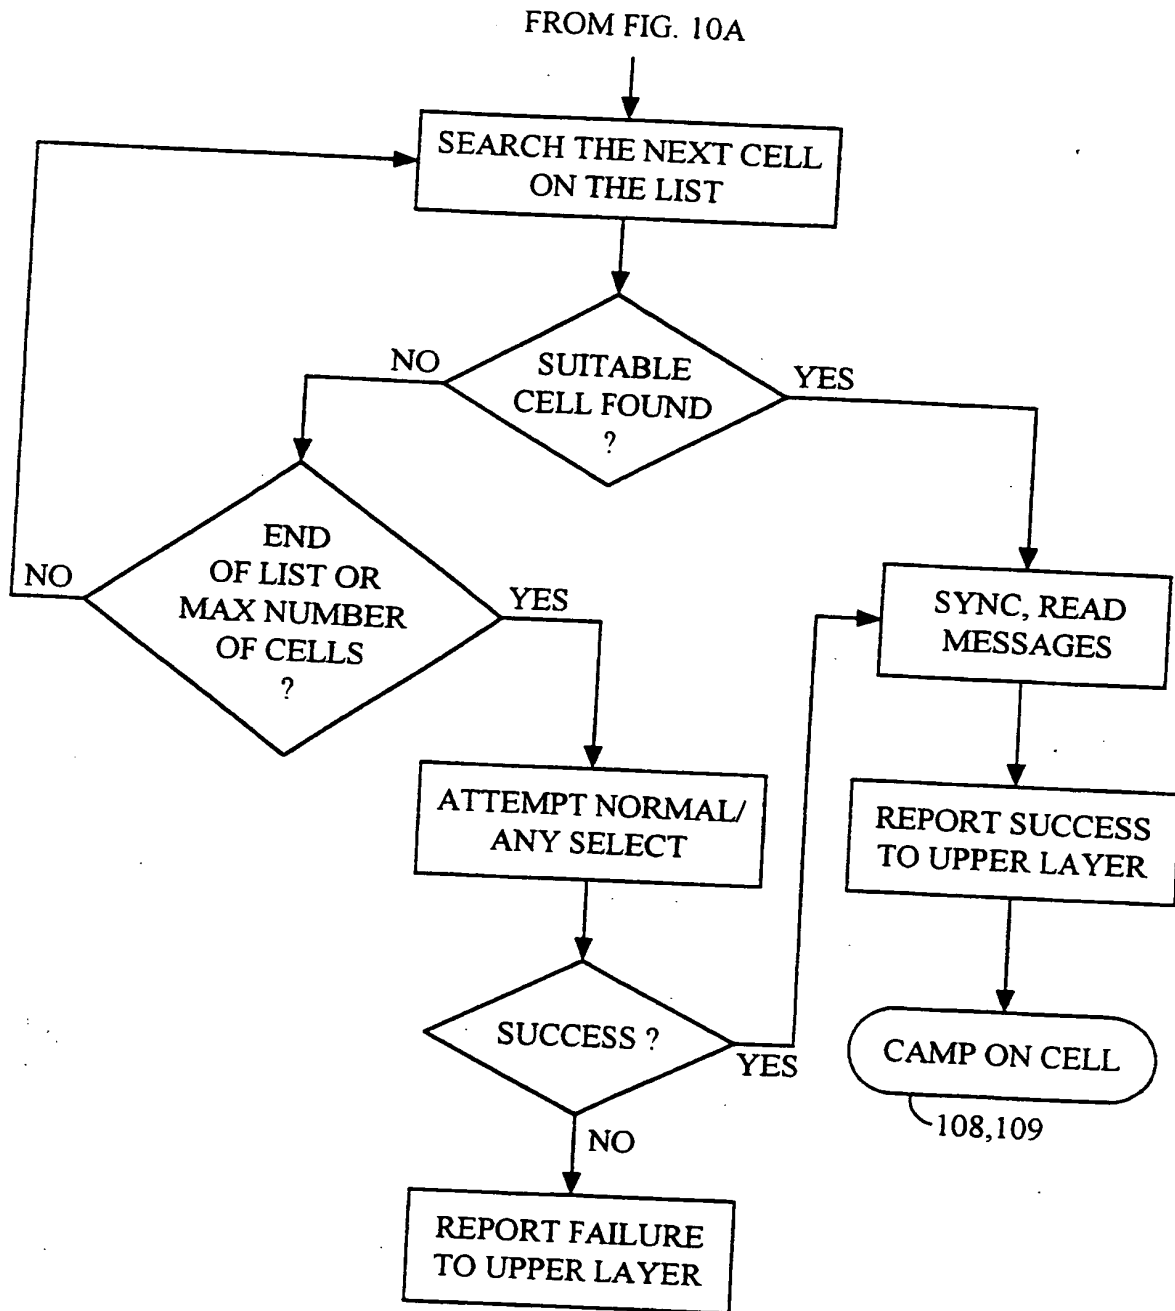 FROM FIG. 10A
SEARCH THE NEXT CELL
ON THE LIST
NO
SUITABLE
CELL FOUND
?
YES
END
OF LIST OR
MAX NUMBER
OF CELLS
?
NO
YES
SYNC, READ
MESSAGES
ATTEMPT NORMAL/
ANY SELECT
REPORT SUCCESS
TO UPPER LAYER
SUCCESS ?
YES
CAMP ON CELL
108,109
NO
REPORT FAILURE
TO UPPER LAYER